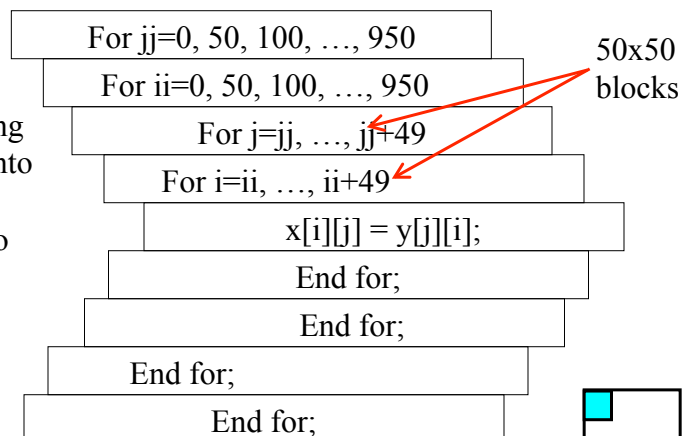 For jj=0, 50, 100, …, 950
For ii=0, 50, 100, …, 950
For j=jj, …, jj+49
For i=ii, …, ii+49
x[i][j] = y[j][i];
End for;
End for;
End for;
End for;
50x50
blocks